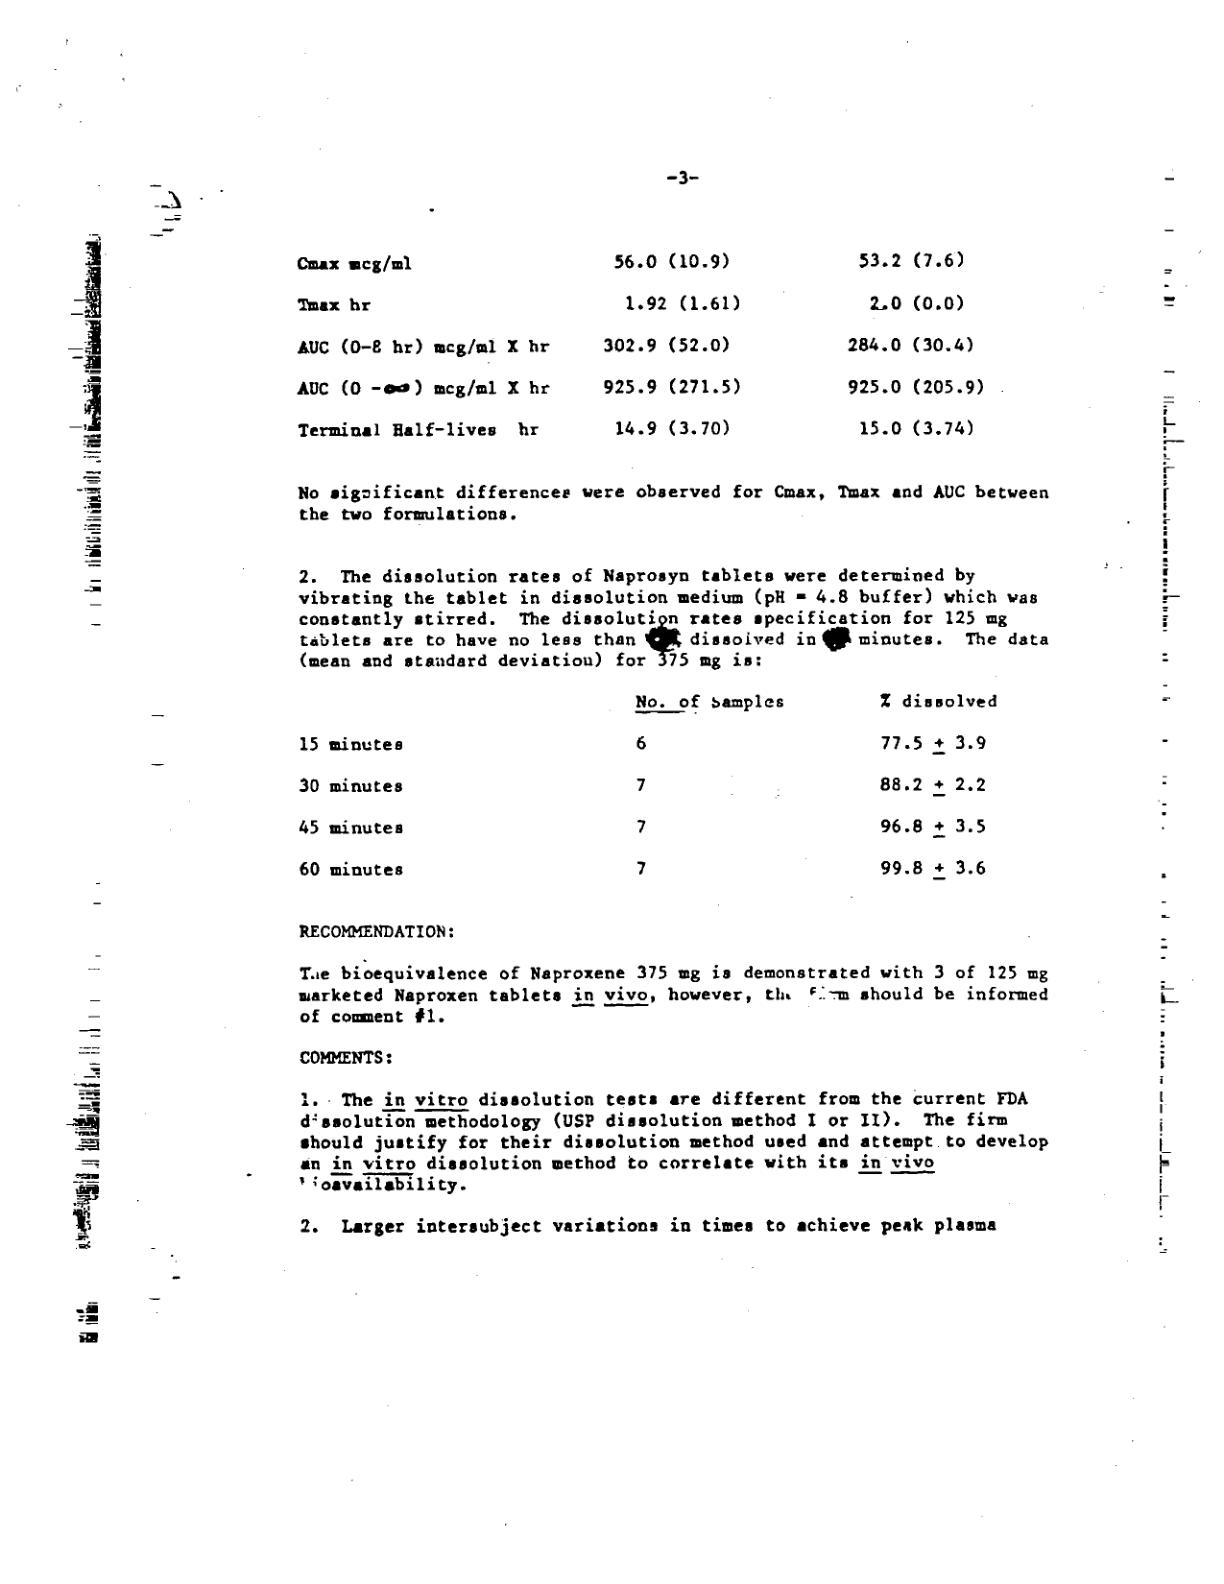 -3-
Cmax mcg/ml 56.0 (10.9) 53.2 (7.6)
Tmax hr 1.92 (1.61) 2.0 (0.0)
AUC (0-8 hr) mcg/ml X hr 302.9 (52.0) 284.0 (30.4)
AUC (0 -∞) mcg/ml X hr 925.9 (271.5) 925.0 (205.9)
Terminal Half-lives hr 14.9 (3.70) 15.0 (3.74)
No significant differences were observed for Cmax, Tmax and AUC between
the two formulations.
2. The dissolution rates of Naprosyn tablets were determined by
vibrating the tablet in dissolution medium (pH = 4.8 buffer) which was
constantly stirred. The dissolution rates specification for 125 mg
tablets are to have no less than dissolved in minutes. The data
(mean and standard deviation) for 375 mg is:
No. of Samples % dissolved
15 minutes 6 77.5 ± 3.9
30 minutes 7 88.2 ± 2.2
45 minutes 7 96.8 ± 3.5
60 minutes 7 99.8 ± 3.6
RECOMMENDATION:
The bioequivalence of Naproxene 375 mg is demonstrated with 3 of 125 mg
marketed Naproxen tablets in vivo, however, the firm should be informed
of comment #1.
COMMENTS:
1. The in vitro dissolution tests are different from the current FDA
dissolution methodology (USP dissolution method I or II). The firm
should justify for their dissolution method used and attempt to develop
an in vitro dissolution method to correlate with its in vivo
bioavailability.
2. Larger intersubject variations in times to achieve peak plasma